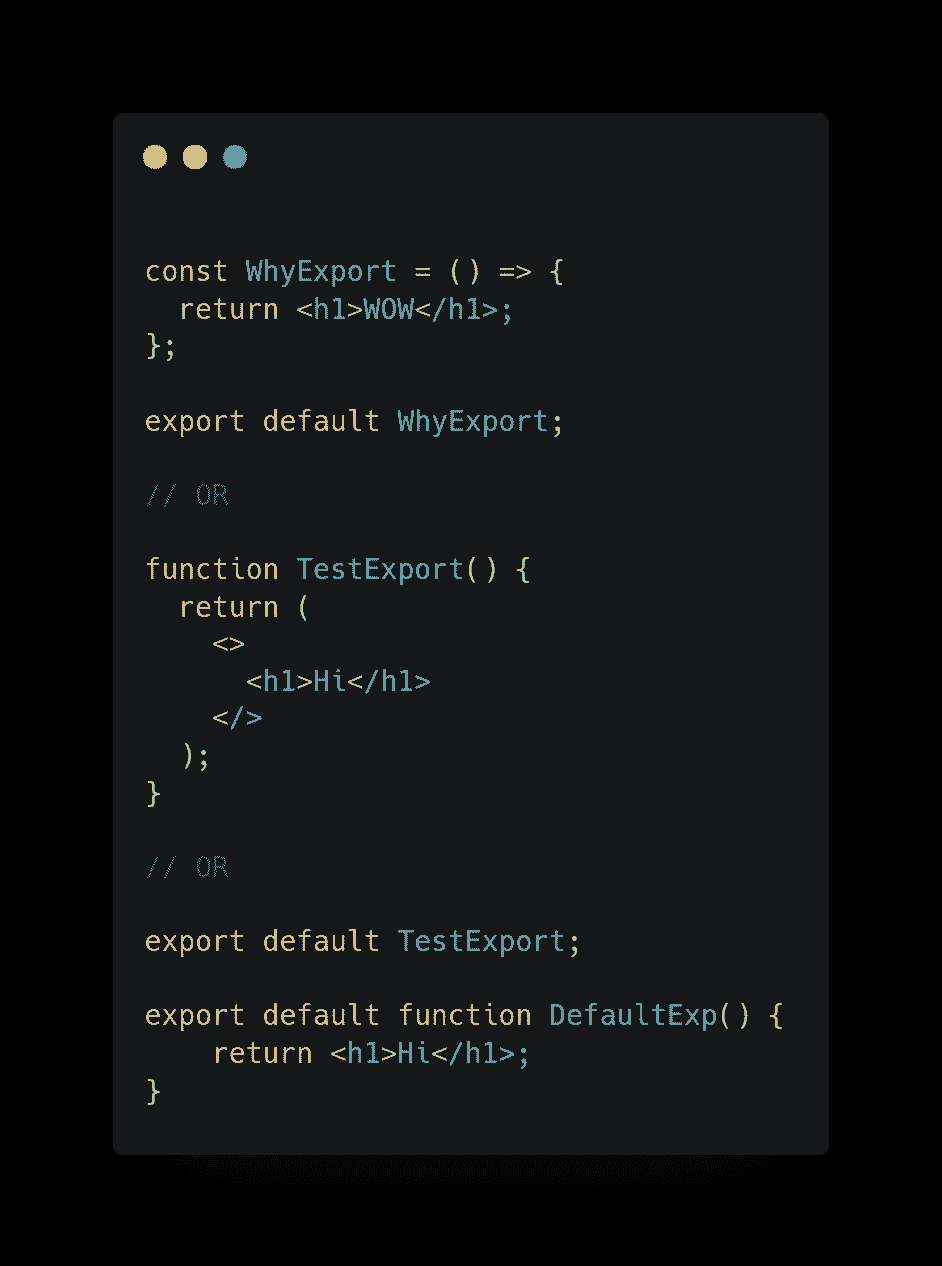 const WhyExport = () => {
  return <h1>WOW</h1>;
};
export default WhyExport;
// OR
function TestExport() {
  return (
    <>
      <h1>Hi</h1>
    </>
  );
}
// OR
export default TestExport;
export default function DefaultExp() {
    return <h1>Hi</h1>;
}